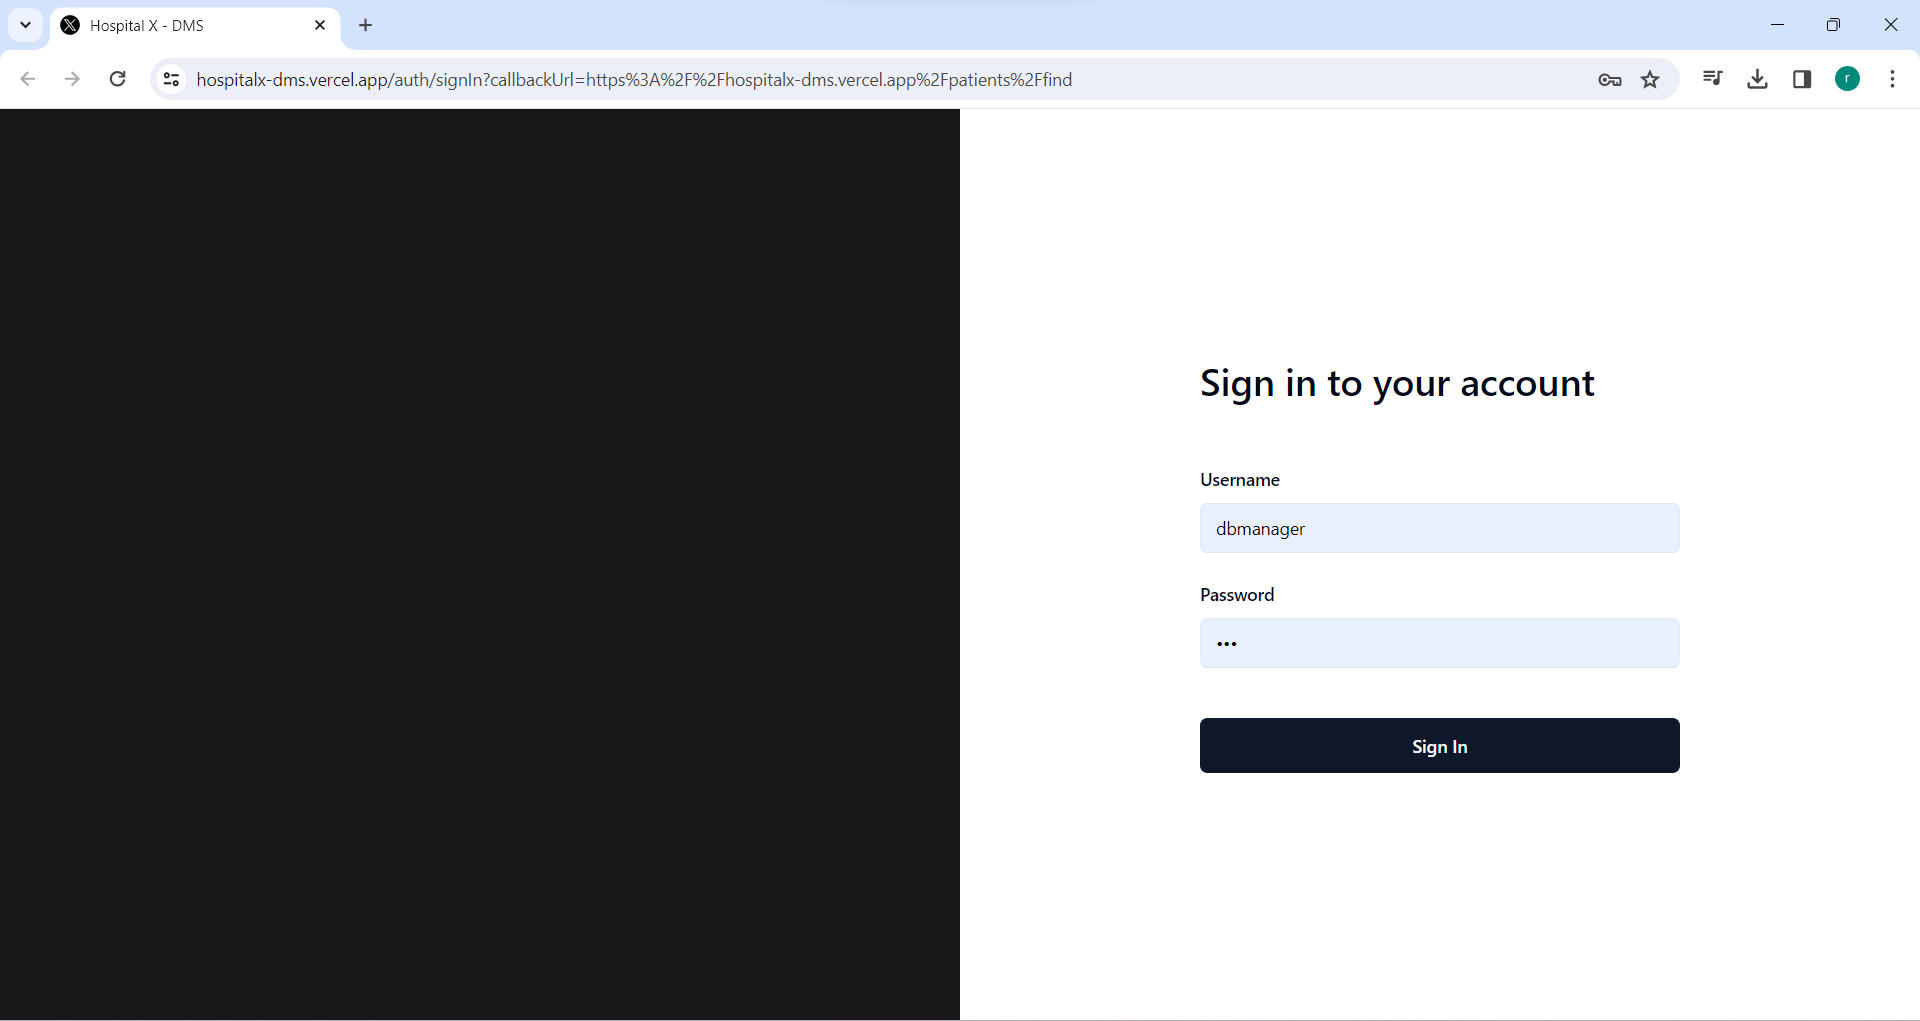 Hospital X - DMS
hospitalx-dms.vercel.app/auth/signIn?callbackUrl=https%3A%2F%2Fhospitalx-dms.vercel.app%2Fpatients%2Ffind
r
Sign in to your account
Username
dbmanager
Password
•••
Sign In